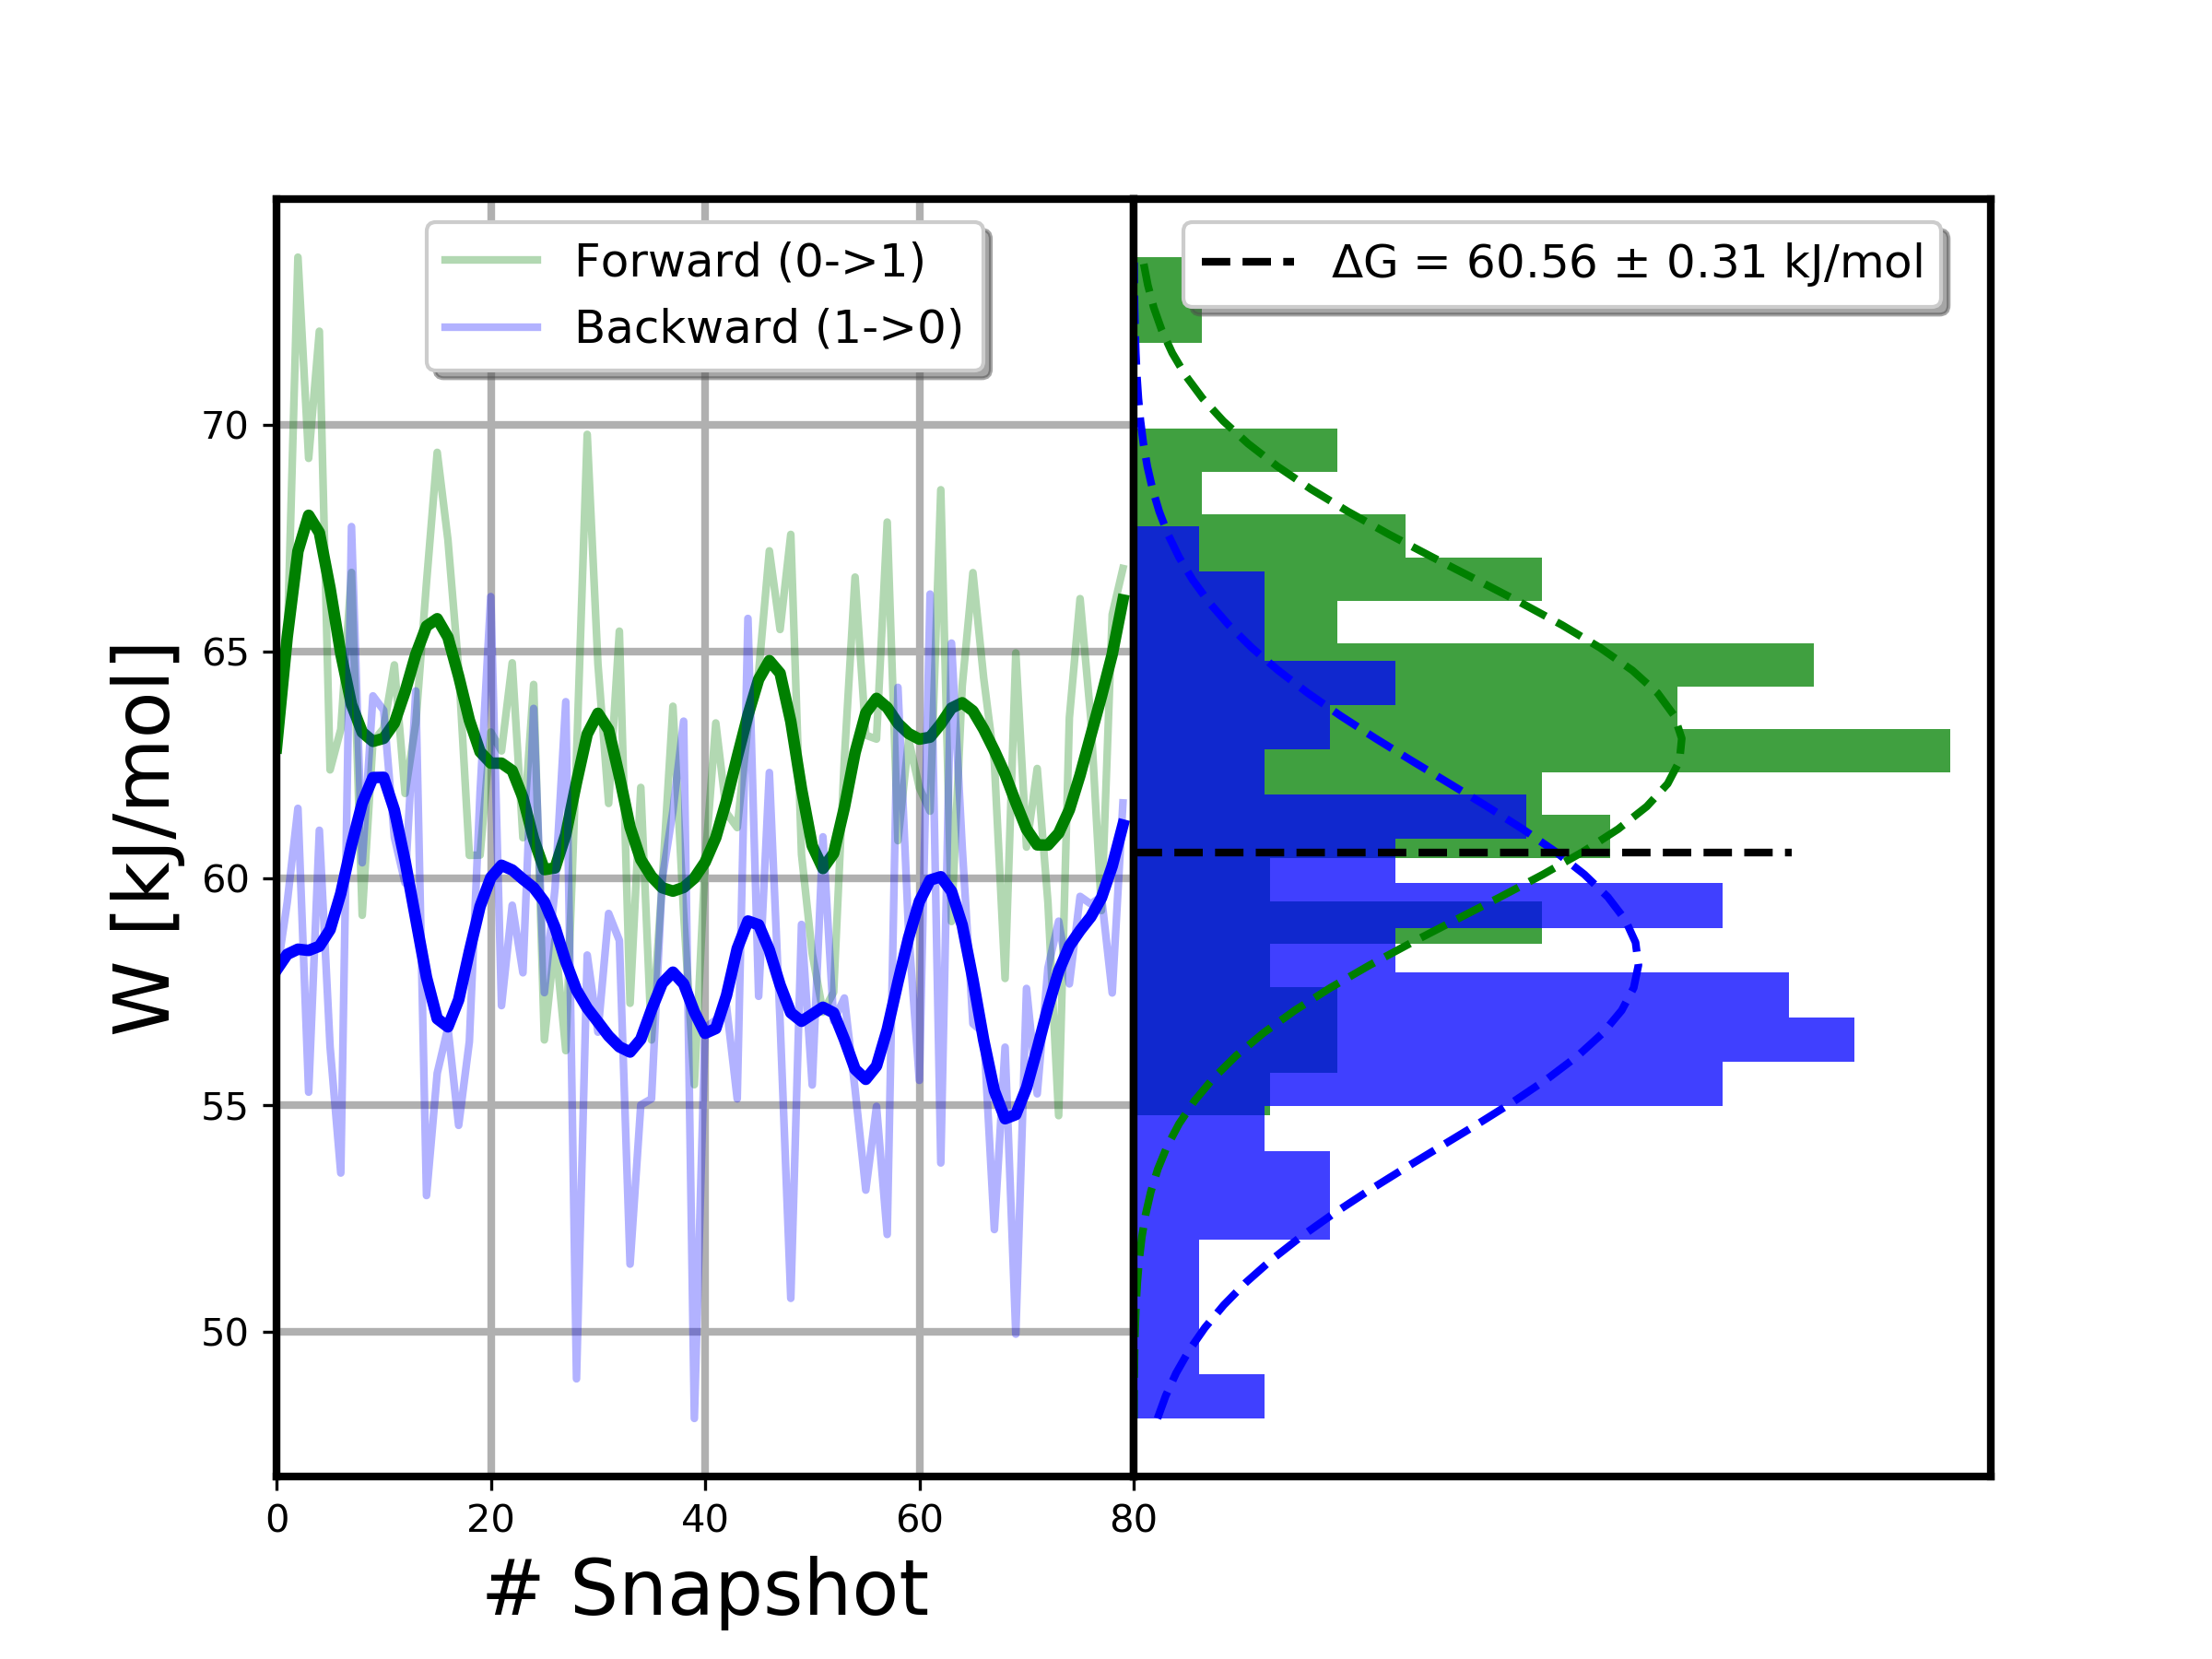 Forward (0->1)
Backward (1->0)
ΔG = 60.56 ± 0.31 kJ/mol
W [kJ/mol]
70
65
60
55
50
0 20 40 60 80
# Snapshot